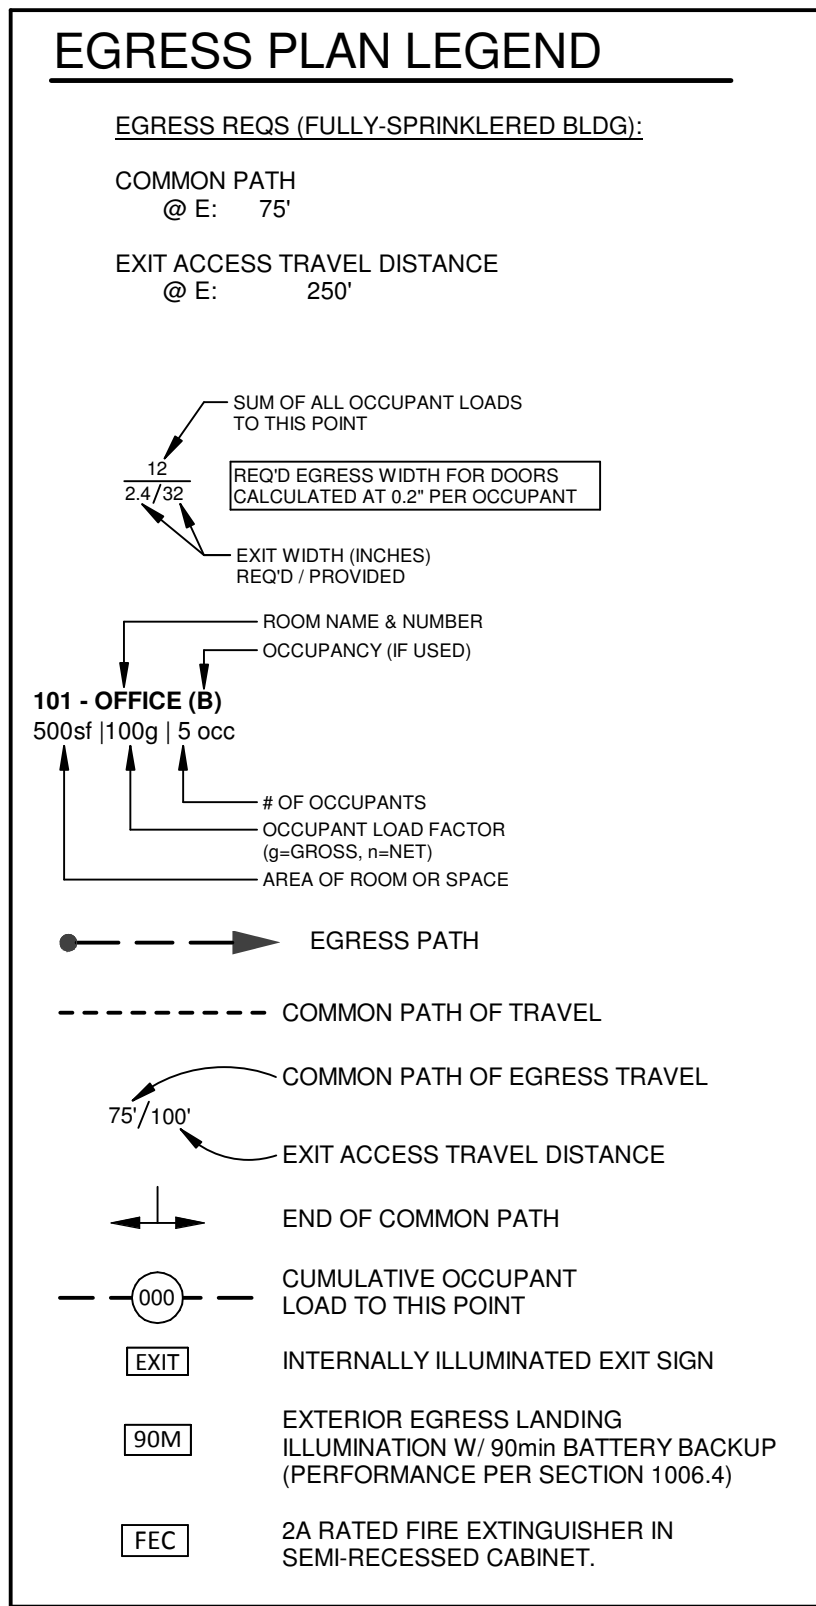 EGRESS PLAN LEGEND
EGRESS REQS (FULLY-SPRINKLERED BLDG):
COMMON PATH
@ E: 75'
EXIT ACCESS TRAVEL DISTANCE
@ E: 250'
SUM OF ALL OCCUPANT LOADS
TO THIS POINT
12
2.4/32
REQ'D EGRESS WIDTH FOR DOORS
CALCULATED AT 0.2" PER OCCUPANT
EXIT WIDTH (INCHES)
REQ'D / PROVIDED
ROOM NAME & NUMBER
OCCUPANCY (IF USED)
101 - OFFICE (B)
500sf |100g | 5 occ
# OF OCCUPANTS
OCCUPANT LOAD FACTOR
(g=GROSS, n=NET)
AREA OF ROOM OR SPACE
EGRESS PATH
COMMON PATH OF TRAVEL
COMMON PATH OF EGRESS TRAVEL
75'/100'
EXIT ACCESS TRAVEL DISTANCE
END OF COMMON PATH
000
CUMULATIVE OCCUPANT
LOAD TO THIS POINT
EXIT
INTERNALLY ILLUMINATED EXIT SIGN
90M
EXTERIOR EGRESS LANDING
ILLUMINATION W/ 90min BATTERY BACKUP
(PERFORMANCE PER SECTION 1006.4)
FEC
2A RATED FIRE EXTINGUISHER IN
SEMI-RECESSED CABINET.